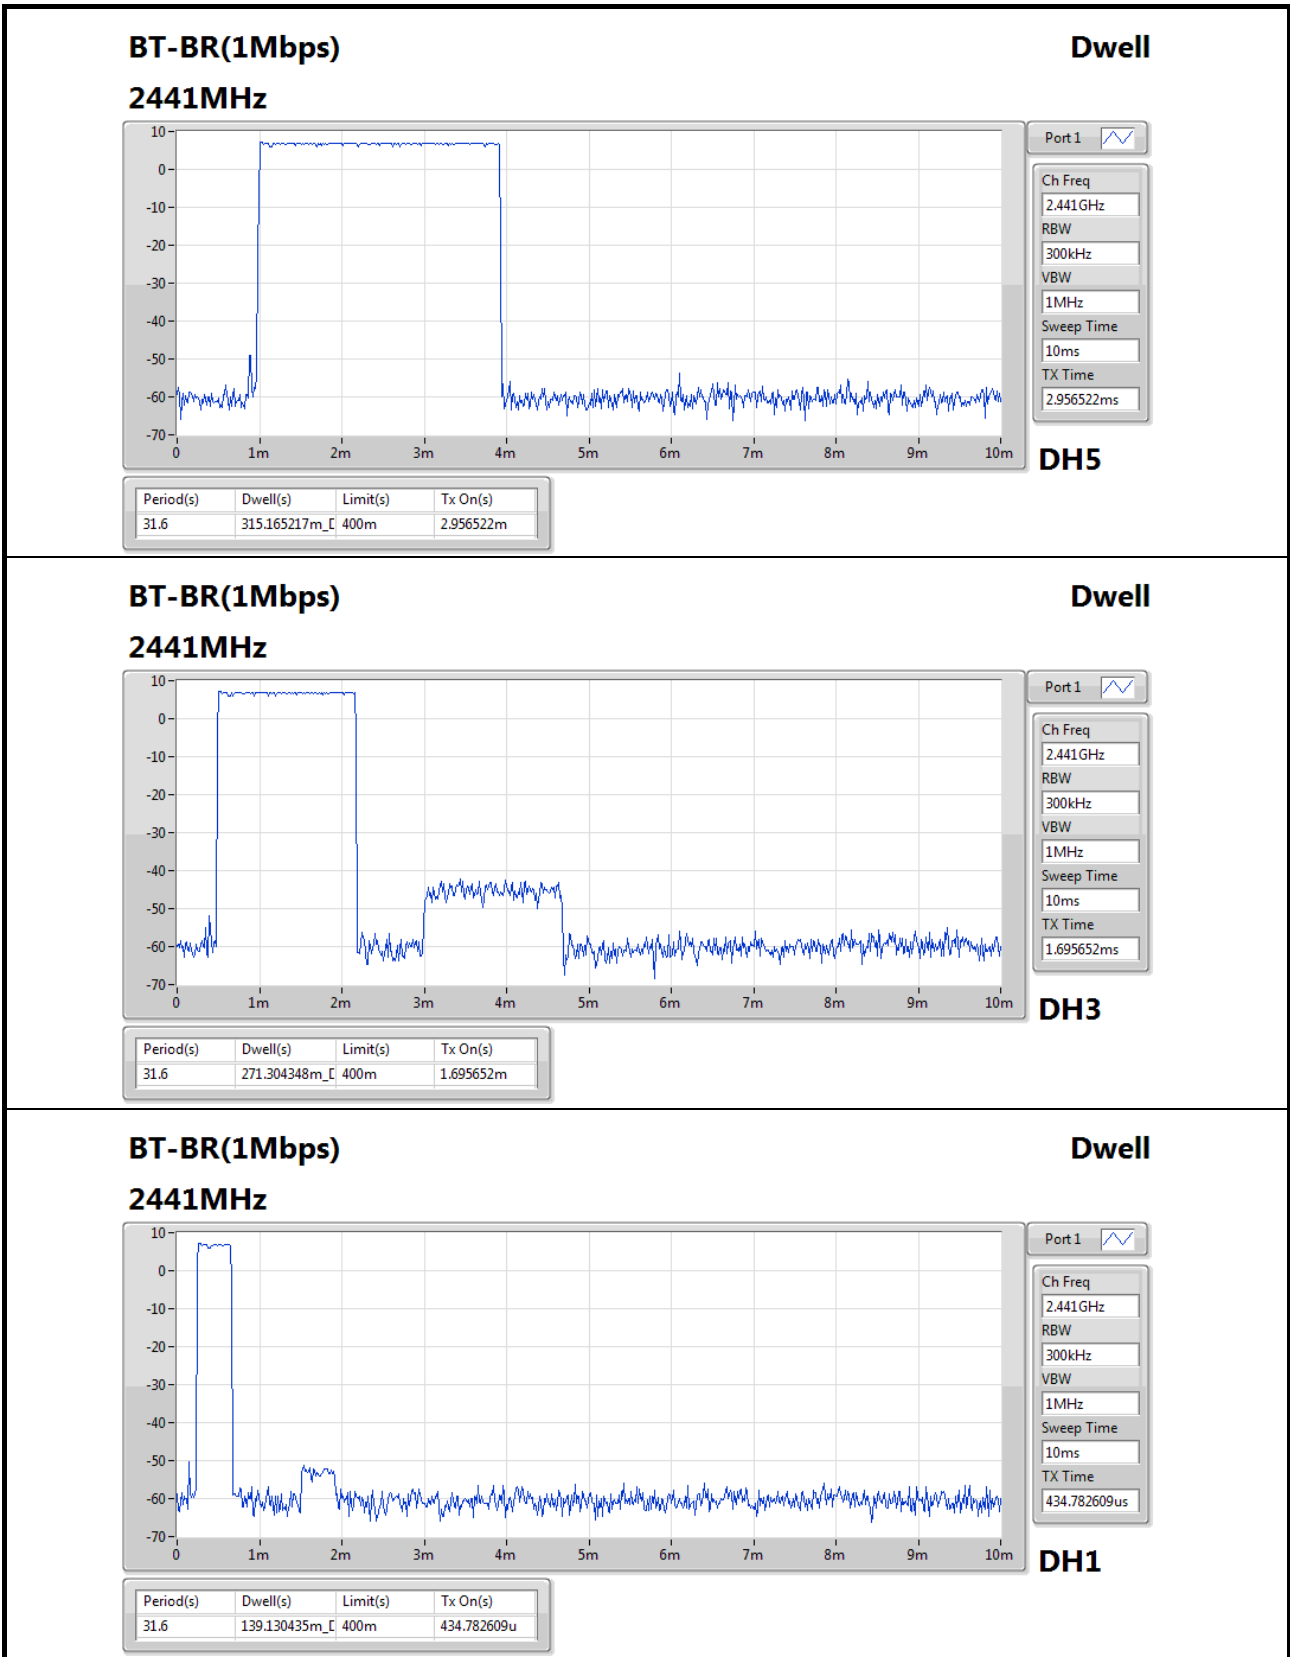 BT-BR(1Mbps) Dwell
2441MHz
10
0
-10
-20
-30
-40
-50
-60
-70
0 1m 2m 3m 4m 5m 6m 7m 8m 9m 10m
Port 1
Ch Freq
2.441GHz
RBW
300kHz
VBW
1MHz
Sweep Time
10ms
TX Time
2.956522ms
DH5
Period(s) Dwell(s) Limit(s) Tx On(s)
31.6 315.165217m_D 400m 2.956522m
BT-BR(1Mbps) Dwell
2441MHz
10
0
-10
-20
-30
-40
-50
-60
-70
0 1m 2m 3m 4m 5m 6m 7m 8m 9m 10m
Port 1
Ch Freq
2.441GHz
RBW
300kHz
VBW
1MHz
Sweep Time
10ms
TX Time
1.695652ms
DH3
Period(s) Dwell(s) Limit(s) Tx On(s)
31.6 271.304348m_D 400m 1.695652m
BT-BR(1Mbps) Dwell
2441MHz
10
0
-10
-20
-30
-40
-50
-60
-70
0 1m 2m 3m 4m 5m 6m 7m 8m 9m 10m
Port 1
Ch Freq
2.441GHz
RBW
300kHz
VBW
1MHz
Sweep Time
10ms
TX Time
434.782609us
DH1
Period(s) Dwell(s) Limit(s) Tx On(s)
31.6 139.130435m_D 400m 434.782609u